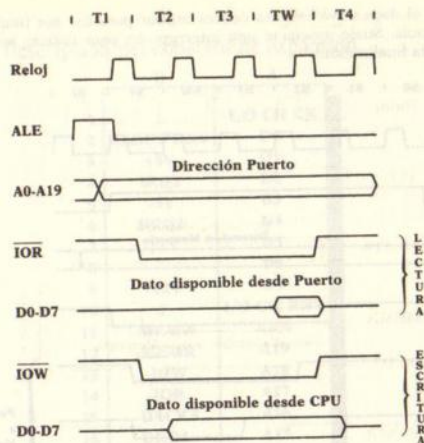 T1 T2 T3 TW T4
Reloj
ALE
Dirección Puerto
A0-A19
IOR
Dato disponible desde Puerto
D0-D7
LECTURA
IOW
Dato disponible desde CPU
D0-D7
ESCRITURA